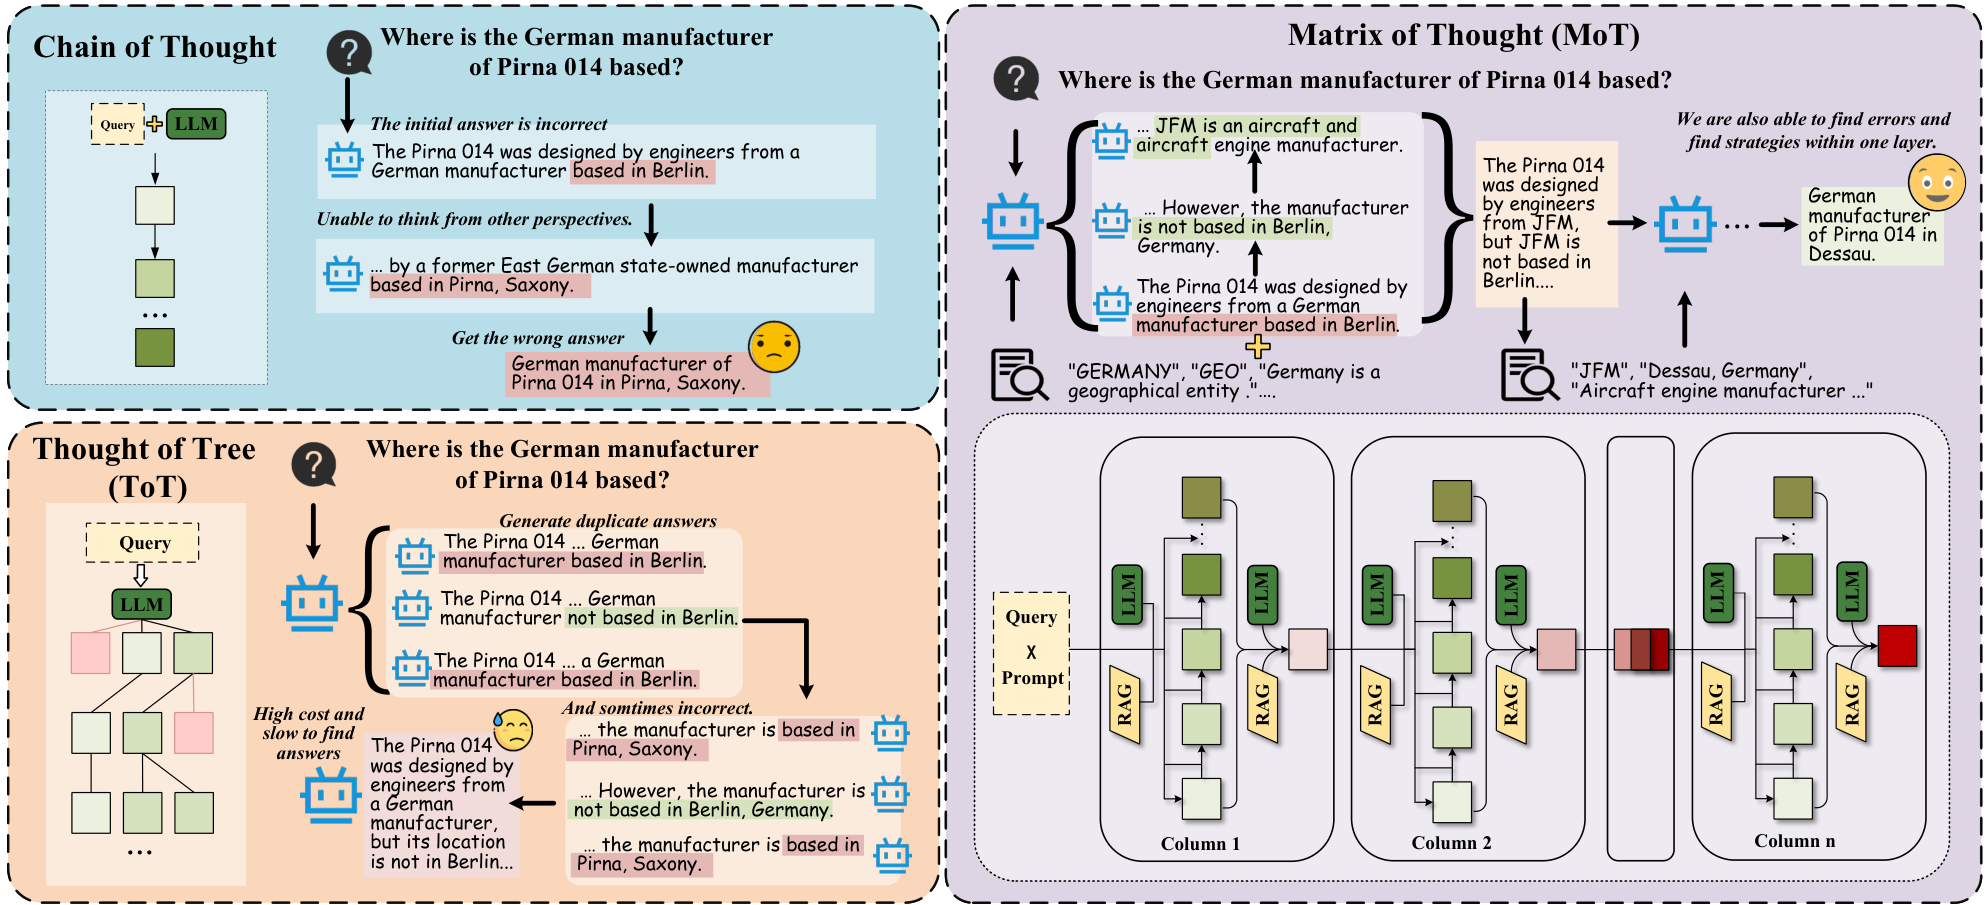 Chain of Thought
Query
LLM
?
Where is the German manufacturer
of Pirna 014 based?
The initial answer is incorrect
The Pirna 014 was designed by engineers from a
German manufacturer based in Berlin.
Unable to think from other perspectives.
... by a former East German state-owned manufacturer
based in Pirna, Saxony.
Get the wrong answer
German manufacturer of
Pirna 014 in Pirna, Saxony.
...
Thought of Tree
(ToT)
Query
LLM
...
?
Where is the German manufacturer
of Pirna 014 based?
Generate duplicate answers
The Pirna 014 ... German
manufacturer based in Berlin.
The Pirna 014 ... German
manufacturer not based in Berlin.
The Pirna 014 ... a German
manufacturer based in Berlin.
And somtimes incorrect.
... the manufacturer is based in
Pirna, Saxony.
... However, the manufacturer is
not based in Berlin, Germany.
... the manufacturer is based in
Pirna, Saxony.
High cost and
slow to find
answers
The Pirna 014
was designed by
engineers from
a German
manufacturer,
but its location
is not in Berlin...
Matrix of Thought (MoT)
?
Where is the German manufacturer of Pirna 014 based?
... JFM is an aircraft and
aircraft engine manufacturer.
... However, the manufacturer
is not based in Berlin,
Germany.
The Pirna 014 was designed by
engineers from a German
manufacturer based in Berlin.
"GERMANY", "GEO", "Germany is a
geographical entity ."....
The Pirna 014
was designed
by engineers
from JFM,
but JFM is
not based in
Berlin....
"JFM", "Dessau, Germany",
"Aircraft engine manufacturer ..."
We are also able to find errors and
find strategies within one layer.
...
German
manufacturer
of Pirna 014 in
Dessau.
Query
X
Prompt
LLM
RAG
LLM
RAG
Column 1
LLM
RAG
LLM
RAG
Column 2
LLM
RAG
LLM
RAG
Column n